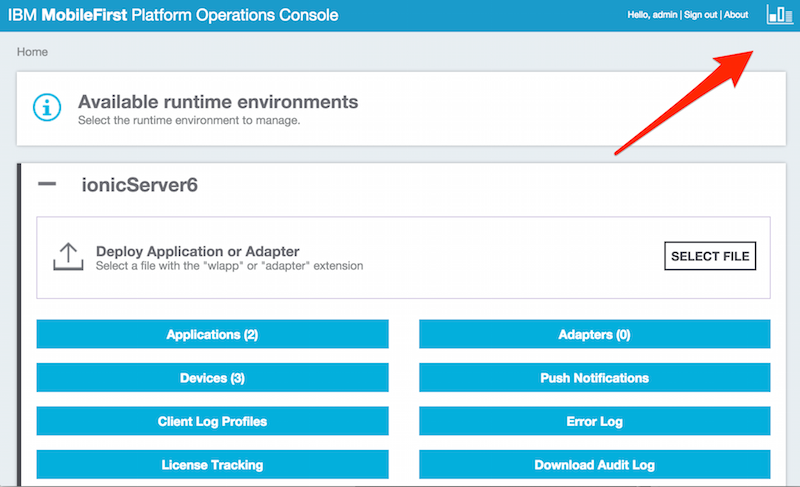 IBM MobileFirst Platform Operations Console
Hello, admin | Sign out | About
Home
Available runtime environments
Select the runtime environment to manage.
ionicServer6
Deploy Application or Adapter
Select a file with the "wlapp" or "adapter" extension
SELECT FILE
Applications (2)
Adapters (0)
Devices (3)
Push Notifications
Client Log Profiles
Error Log
License Tracking
Download Audit Log